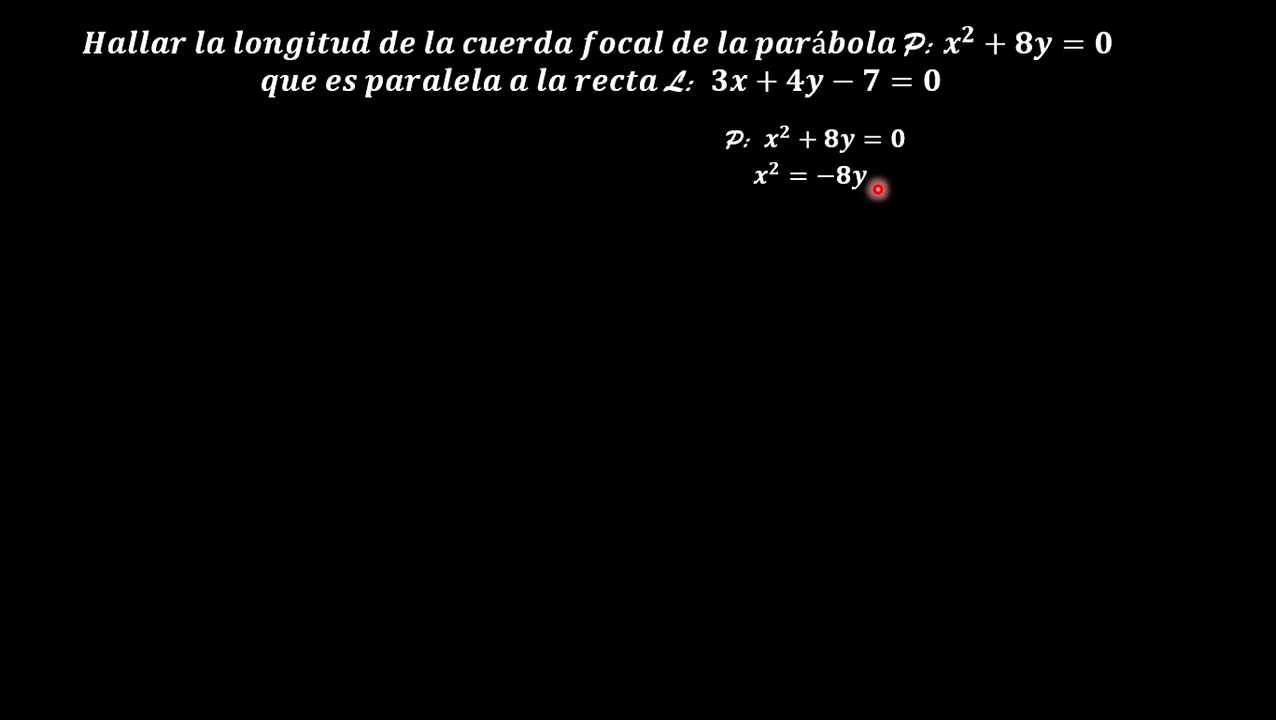 Hallar la longitud de la cuerda focal de la parábola 𝒫: x² + 8y = 0
que es paralela a la recta ℒ: 3x + 4y − 7 = 0
𝒫: x² + 8y = 0
x² = −8y